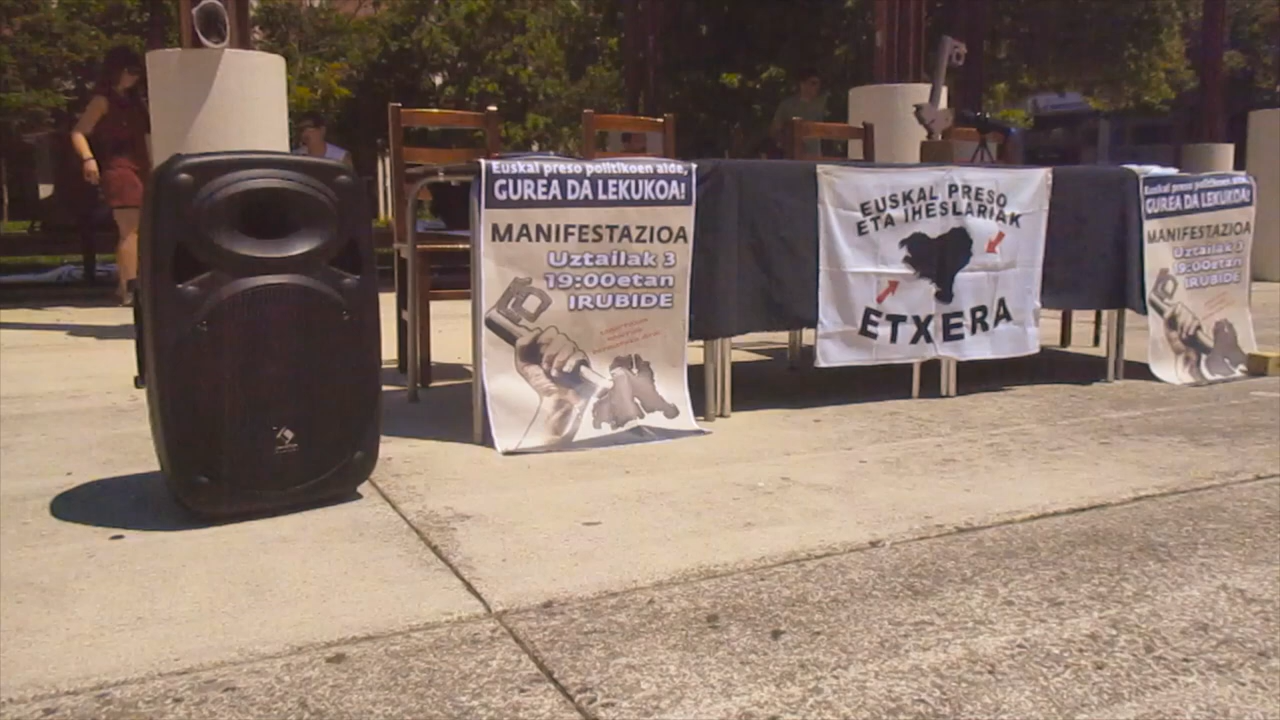 Euskal preso politikoen alde,
GUREA DA LEKUKOA!
MANIFESTAZIOA
Uztailak 3
19:00etan
IRUBIDE
EUSKAL PRESO
ETA IHESLARIAK
ETXERA
Euskal preso politikoen alde,
GUREA DA LEKUKOA!
MANIFESTAZIOA
Uztailak 3
19:00etan
IRUBIDE